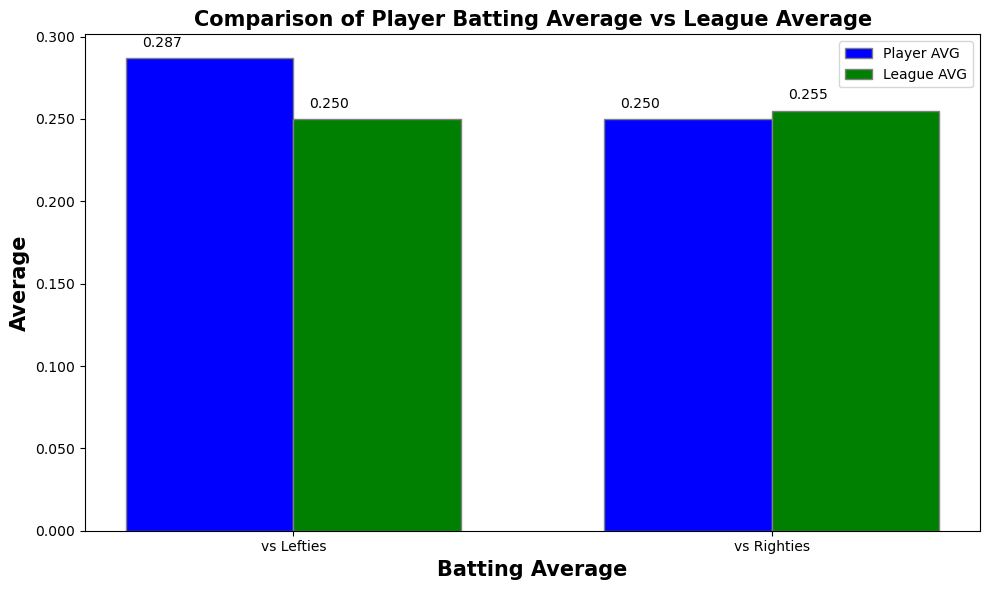 Comparison of Player Batting Average vs League Average
0.300
0.250
0.200
0.150
0.100
0.050
0.000
Average
0.287
0.250
0.250
0.255
Player AVG
League AVG
vs Lefties
vs Righties
Batting Average